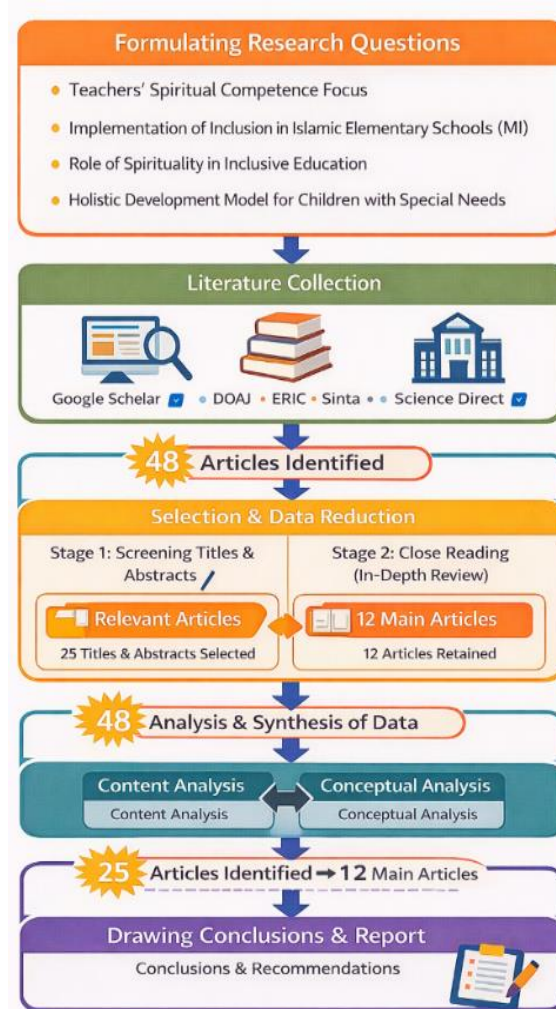 Formulating Research Questions
• Teachers' Spiritual Competence Focus
• Implementation of Inclusion in Islamic Elementary Schools (MI)
• Role of Spirituality in Inclusive Education
• Holistic Development Model for Children with Special Needs
Literature Collection
Google Schelar • DOAJ • ERIC • Sinta • • Science Direct
48 Articles Identified
Selection & Data Reduction
Stage 1: Screening Titles &
Abstracts
Relevant Articles
25 Titles & Abstracts Selected
Stage 2: Close Reading
(In-Depth Review)
12 Main Articles
12 Articles Retained
48 Analysis & Synthesis of Data
Content Analysis
Content Analysis
Conceptual Analysis
Conceptual Analysis
25 Articles Identified → 12 Main Articles
Drawing Conclusions & Report
Conclusions & Recommendations